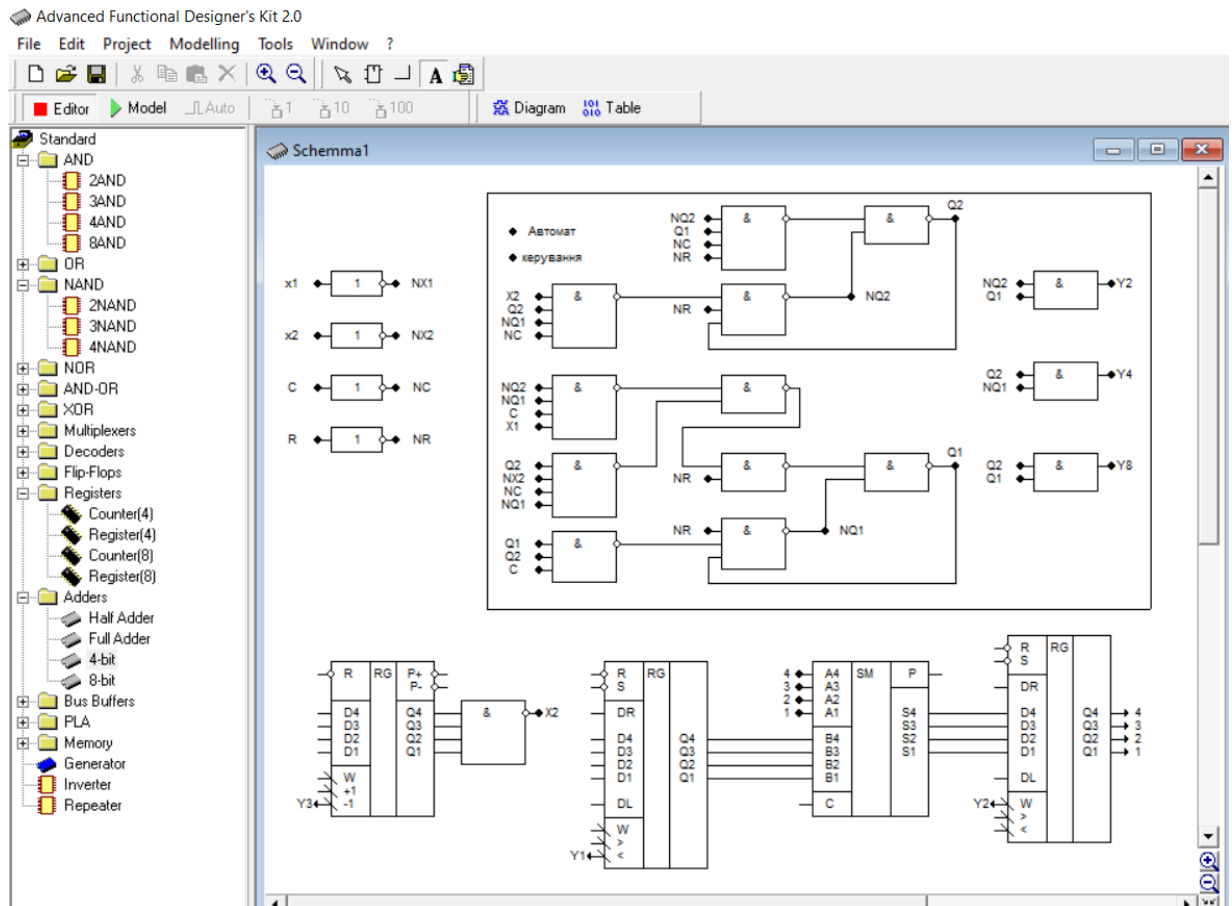 Advanced Functional Designer's Kit 2.0
File Edit Project Modelling Tools Window ?
A
Editor Model Auto 1 10 100 Diagram Table
Standard
AND
2AND
3AND
4AND
8AND
OR
NAND
2NAND
3NAND
4NAND
NOR
AND-OR
XOR
Multiplexers
Decoders
Flip-Flops
Registers
Counter(4)
Register(4)
Counter(8)
Register(8)
Adders
Half Adder
Full Adder
4-bit
8-bit
Bus Buffers
PLA
Memory
Generator
Inverter
Repeater
Schemma1
x1 1 NX1
x2 1 NX2
C 1 NC
R 1 NR
Автомат
керування
NQ2
Q1
NC
NR
&
&
Q2
X2
Q2
NQ1
NC
&
NR
&
NQ2
NQ2
NQ1
C
X1
&
&
Q2
NX2
NC
NQ1
&
NR
&
&
Q1
Q1
Q2
C
&
NR
&
NQ1
NQ2
Q1
&
Y2
Q2
NQ1
&
Y4
Q2
Q1
&
Y8
R RG P+
P-
D4 Q4
D3 Q3
D2 Q2
D1 Q1
W
+1
Y3 -1
&
X2
R RG
S
DR
D4 Q4
D3 Q3
D2 Q2
D1 Q1
DL
W
>
Y1 <
4 A4 SM P
3 A3
2 A2
1 A1
S4
S3
S2
S1
B4
B3
B2
B1
C
R RG
S
DR
D4 Q4 4
D3 Q3 3
D2 Q2 2
D1 Q1 1
DL
Y2 W
>
<